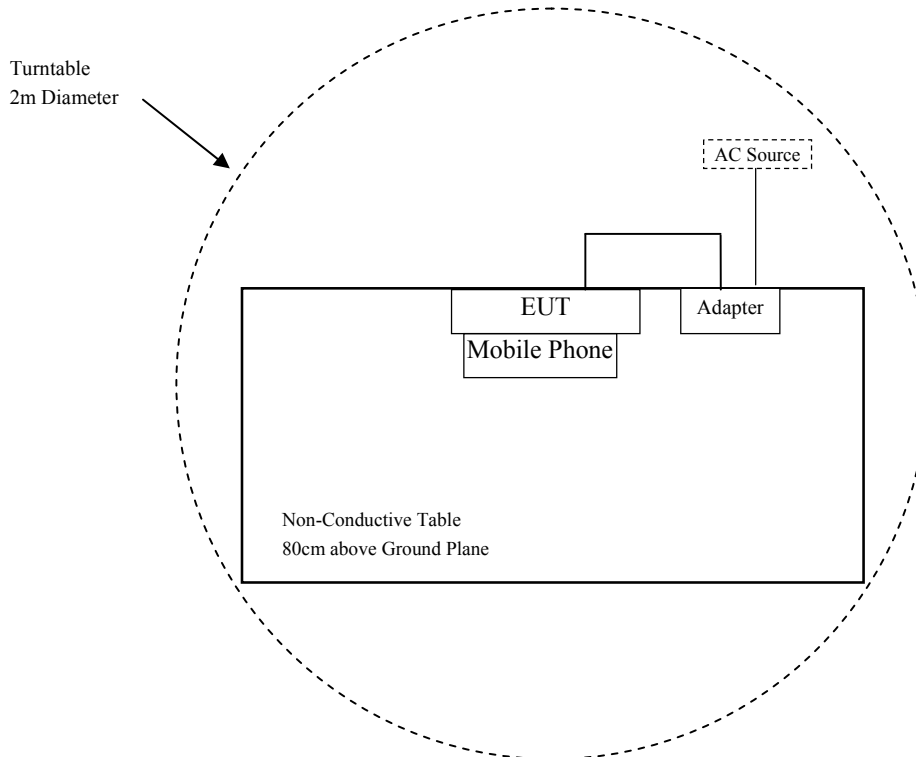 Turntable
2m Diameter
AC Source
EUT
Adapter
Mobile Phone
Non-Conductive Table
80cm above Ground Plane